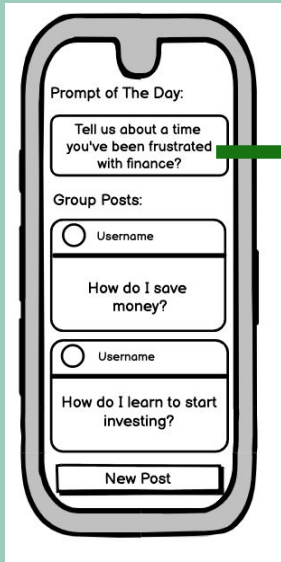 Prompt of The Day:
Tell us about a time
you've been frustrated
with finance?
Group Posts:
Username
How do I save
money?
Username
How do I learn to start
investing?
New Post